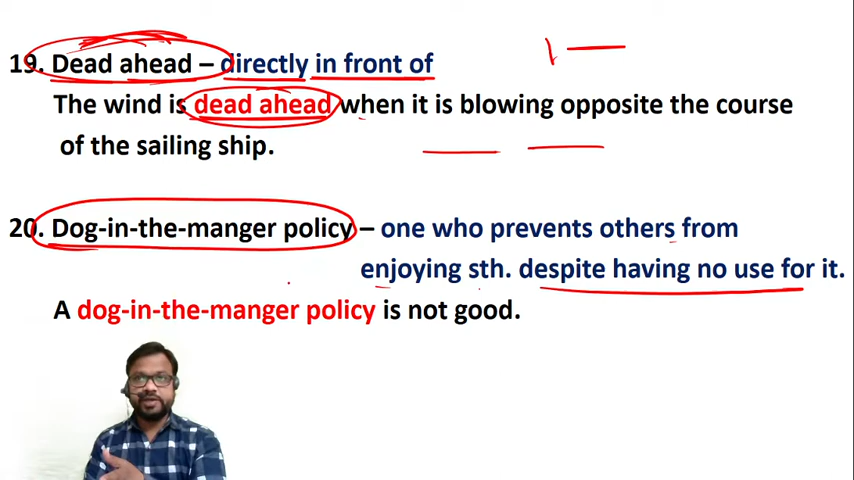 19. Dead ahead – directly in front of
The wind is dead ahead when it is blowing opposite the course
of the sailing ship.
20. Dog-in-the-manger policy – one who prevents others from
enjoying sth. despite having no use for it.
A dog-in-the-manger policy is not good.